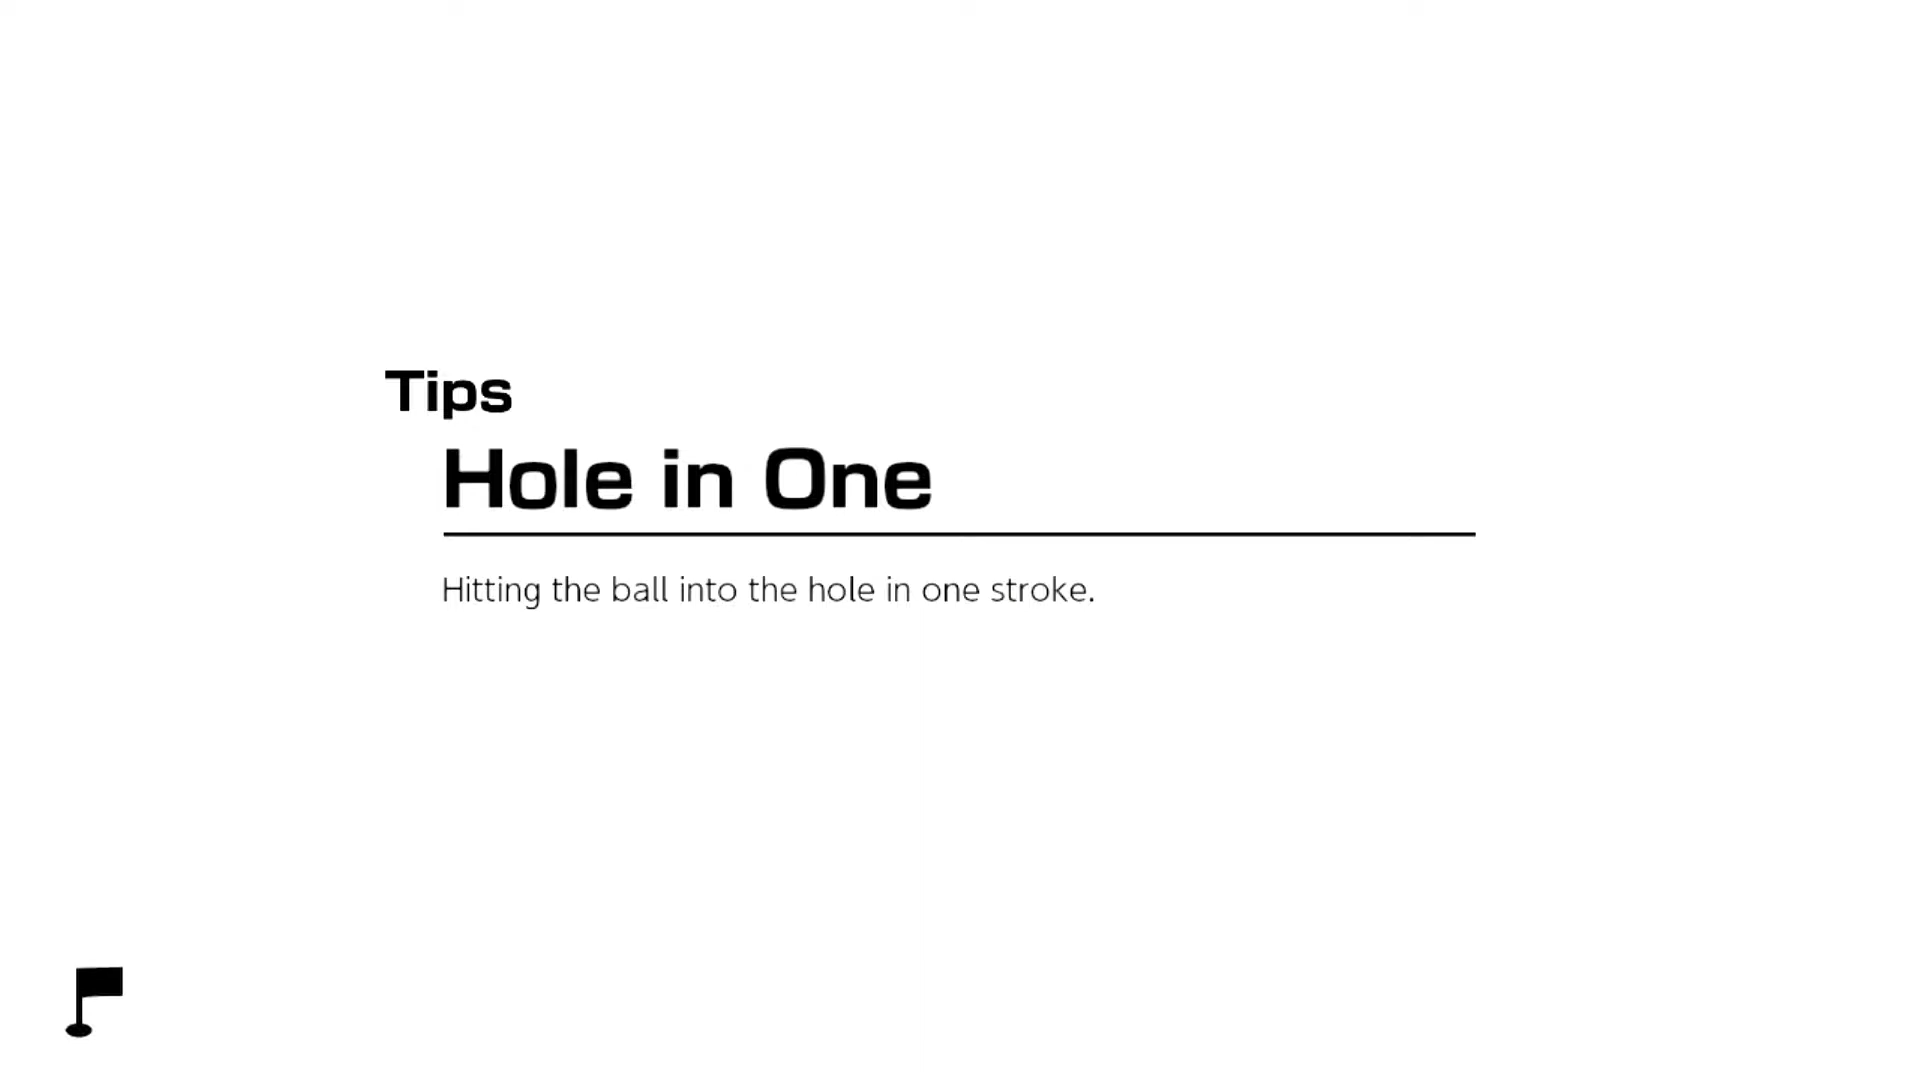 Tips
Hole in One
Hitting the ball into the hole in one stroke.